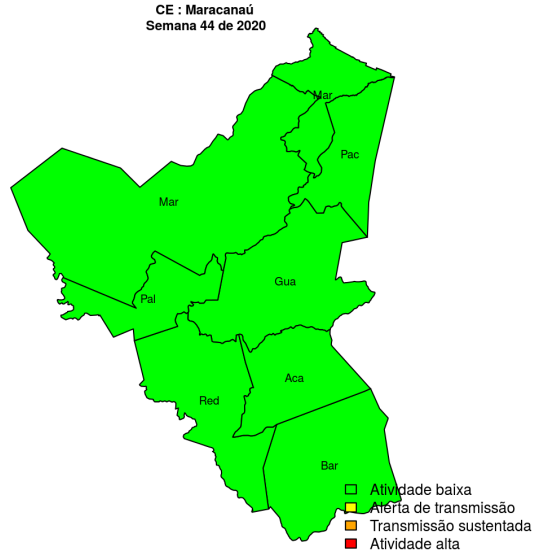 CE : Maracanaú
Semana 44 de 2020
Mar
Pac
Mar
Gua
Pal
Aca
Red
Bar
Atividade baixa
Alerta de transmissão
Transmissão sustentada
Atividade alta